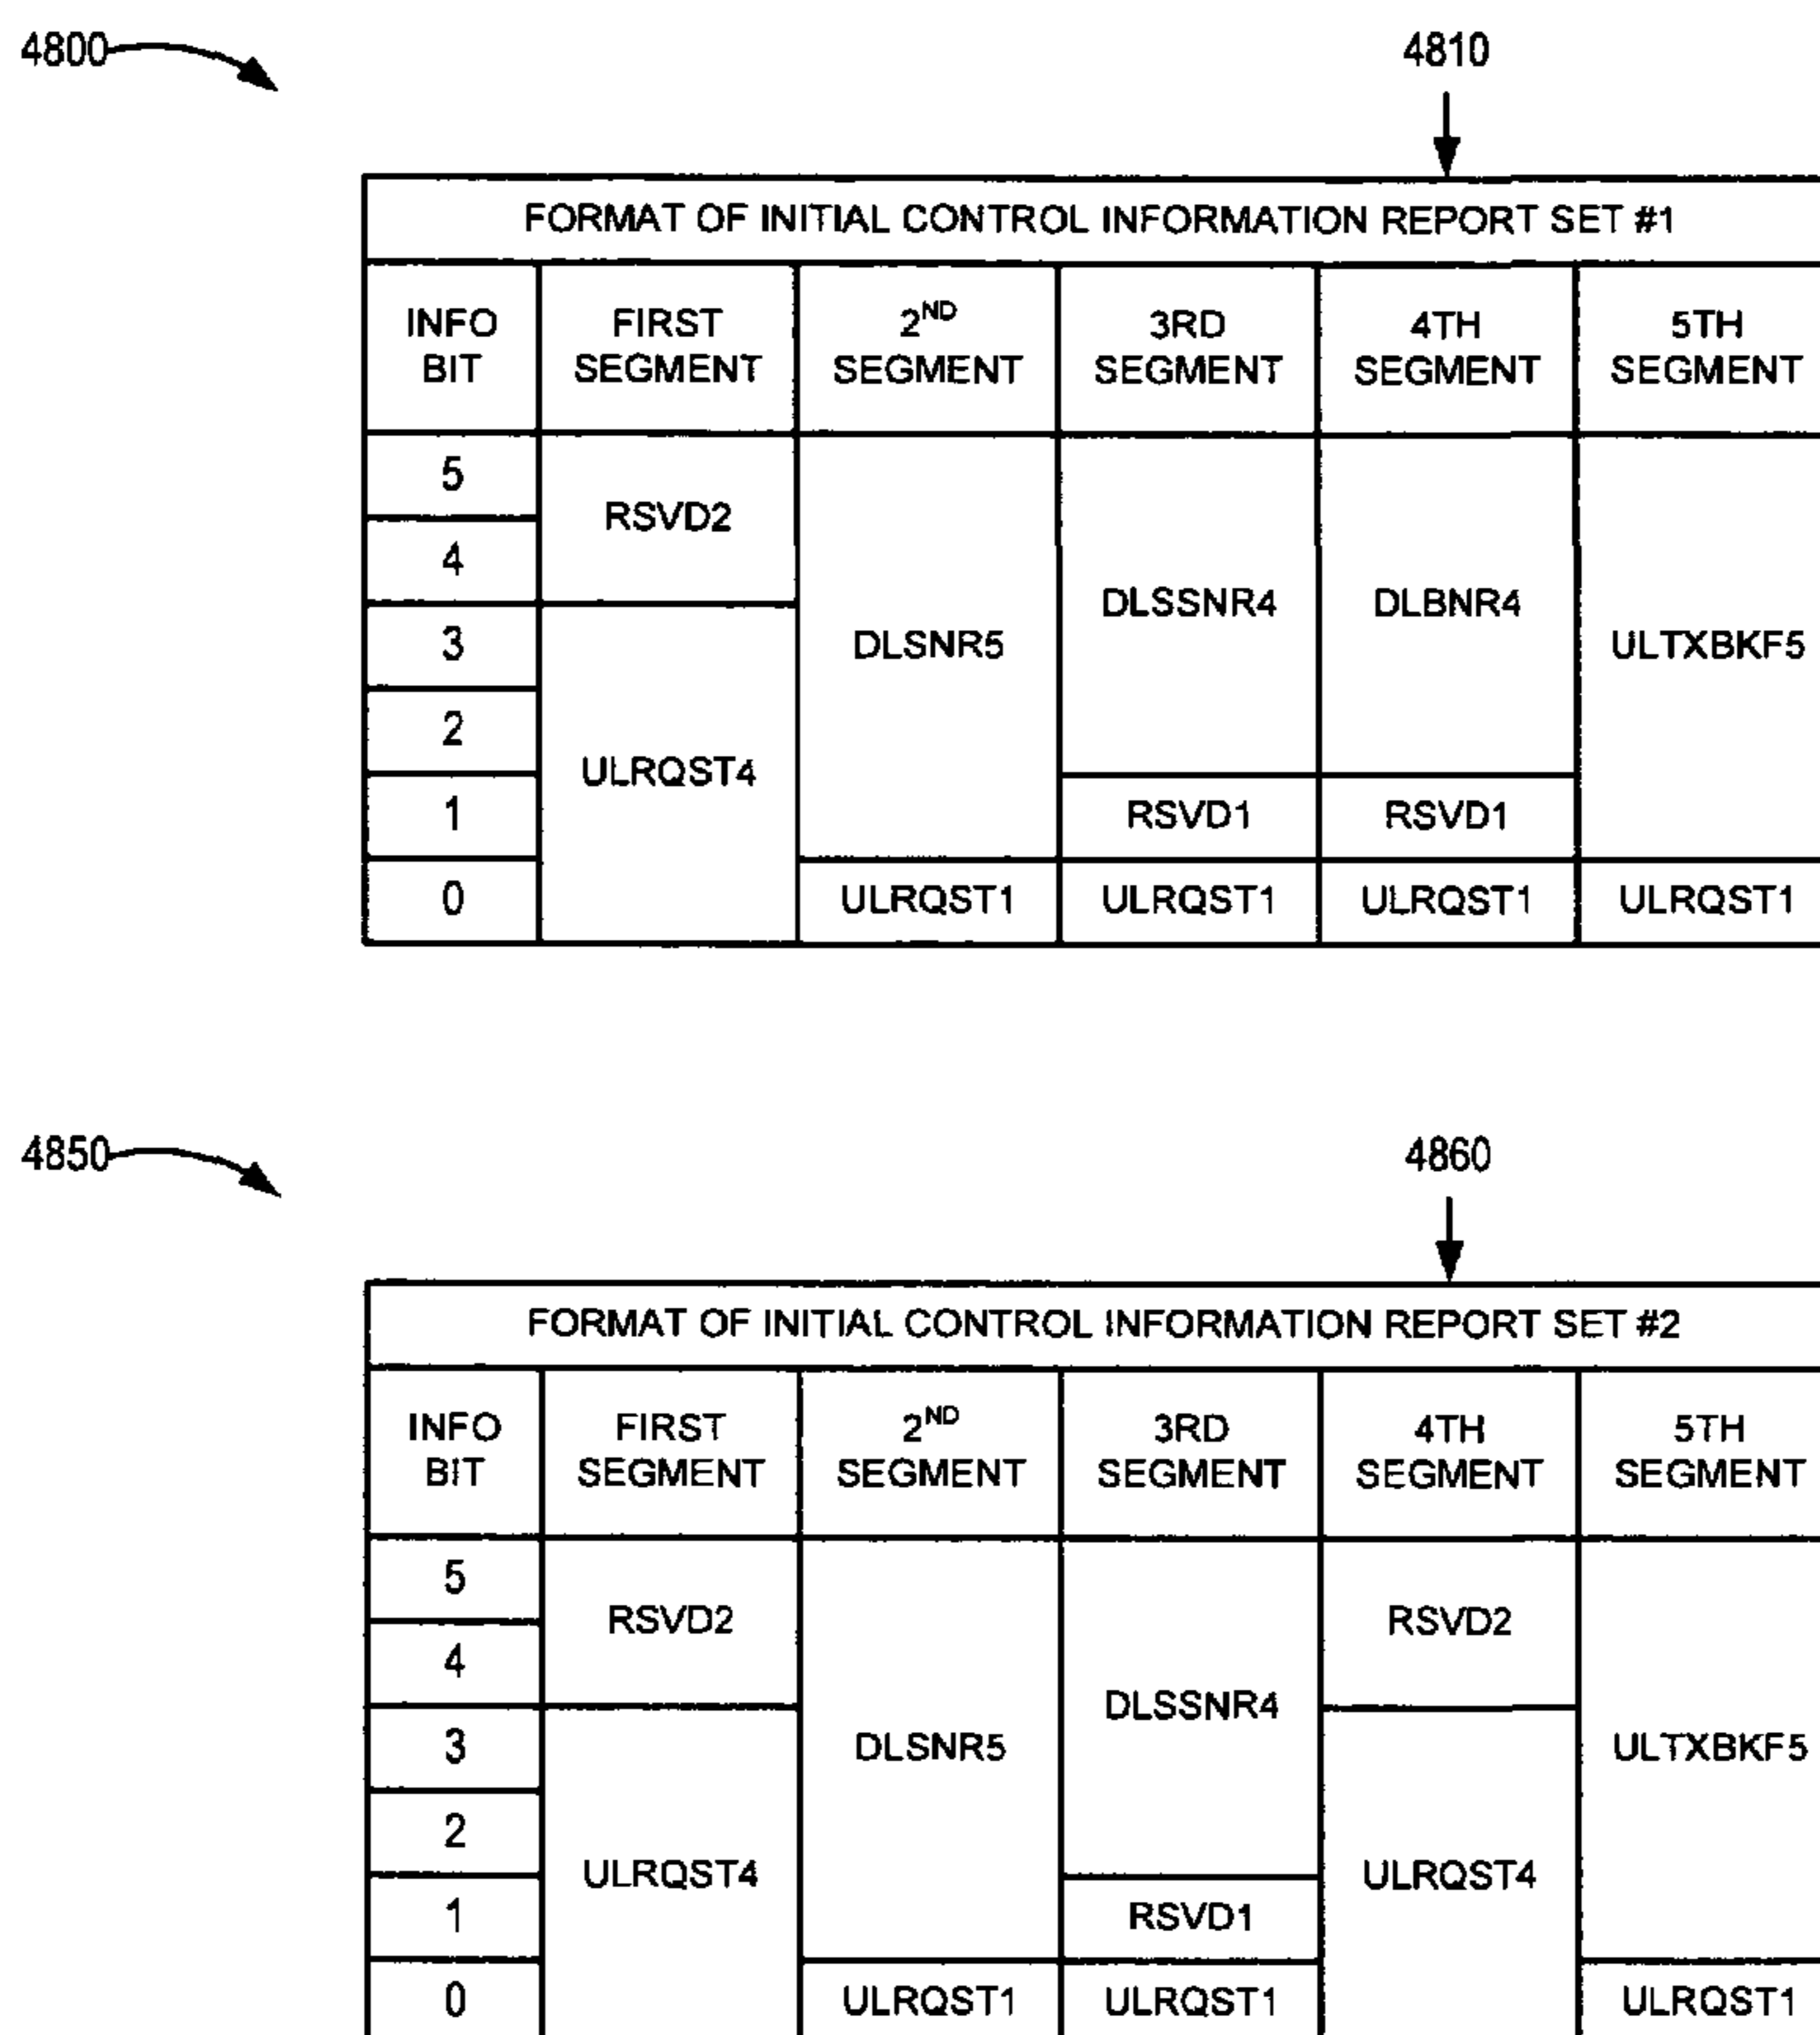 4800
4810
FORMAT OF INITIAL CONTROL INFORMATION REPORT SET #1
INFO BIT FIRST SEGMENT 2ND SEGMENT 3RD SEGMENT 4TH SEGMENT 5TH SEGMENT
5 RSVD2 DLSNR5 DLSSNR4 DLBNR4 ULTXBKF5
4
3 ULRQST4
2
1 RSVD1 RSVD1
0 ULRQST1 ULRQST1 ULRQST1 ULRQST1
4850
4860
FORMAT OF INITIAL CONTROL INFORMATION REPORT SET #2
INFO BIT FIRST SEGMENT 2ND SEGMENT 3RD SEGMENT 4TH SEGMENT 5TH SEGMENT
5 RSVD2 DLSNR5 DLSSNR4 RSVD2 ULTXBKF5
4
3 ULRQST4 ULRQST4
2
1 RSVD1
0 ULRQST1 ULRQST1 ULRQST1